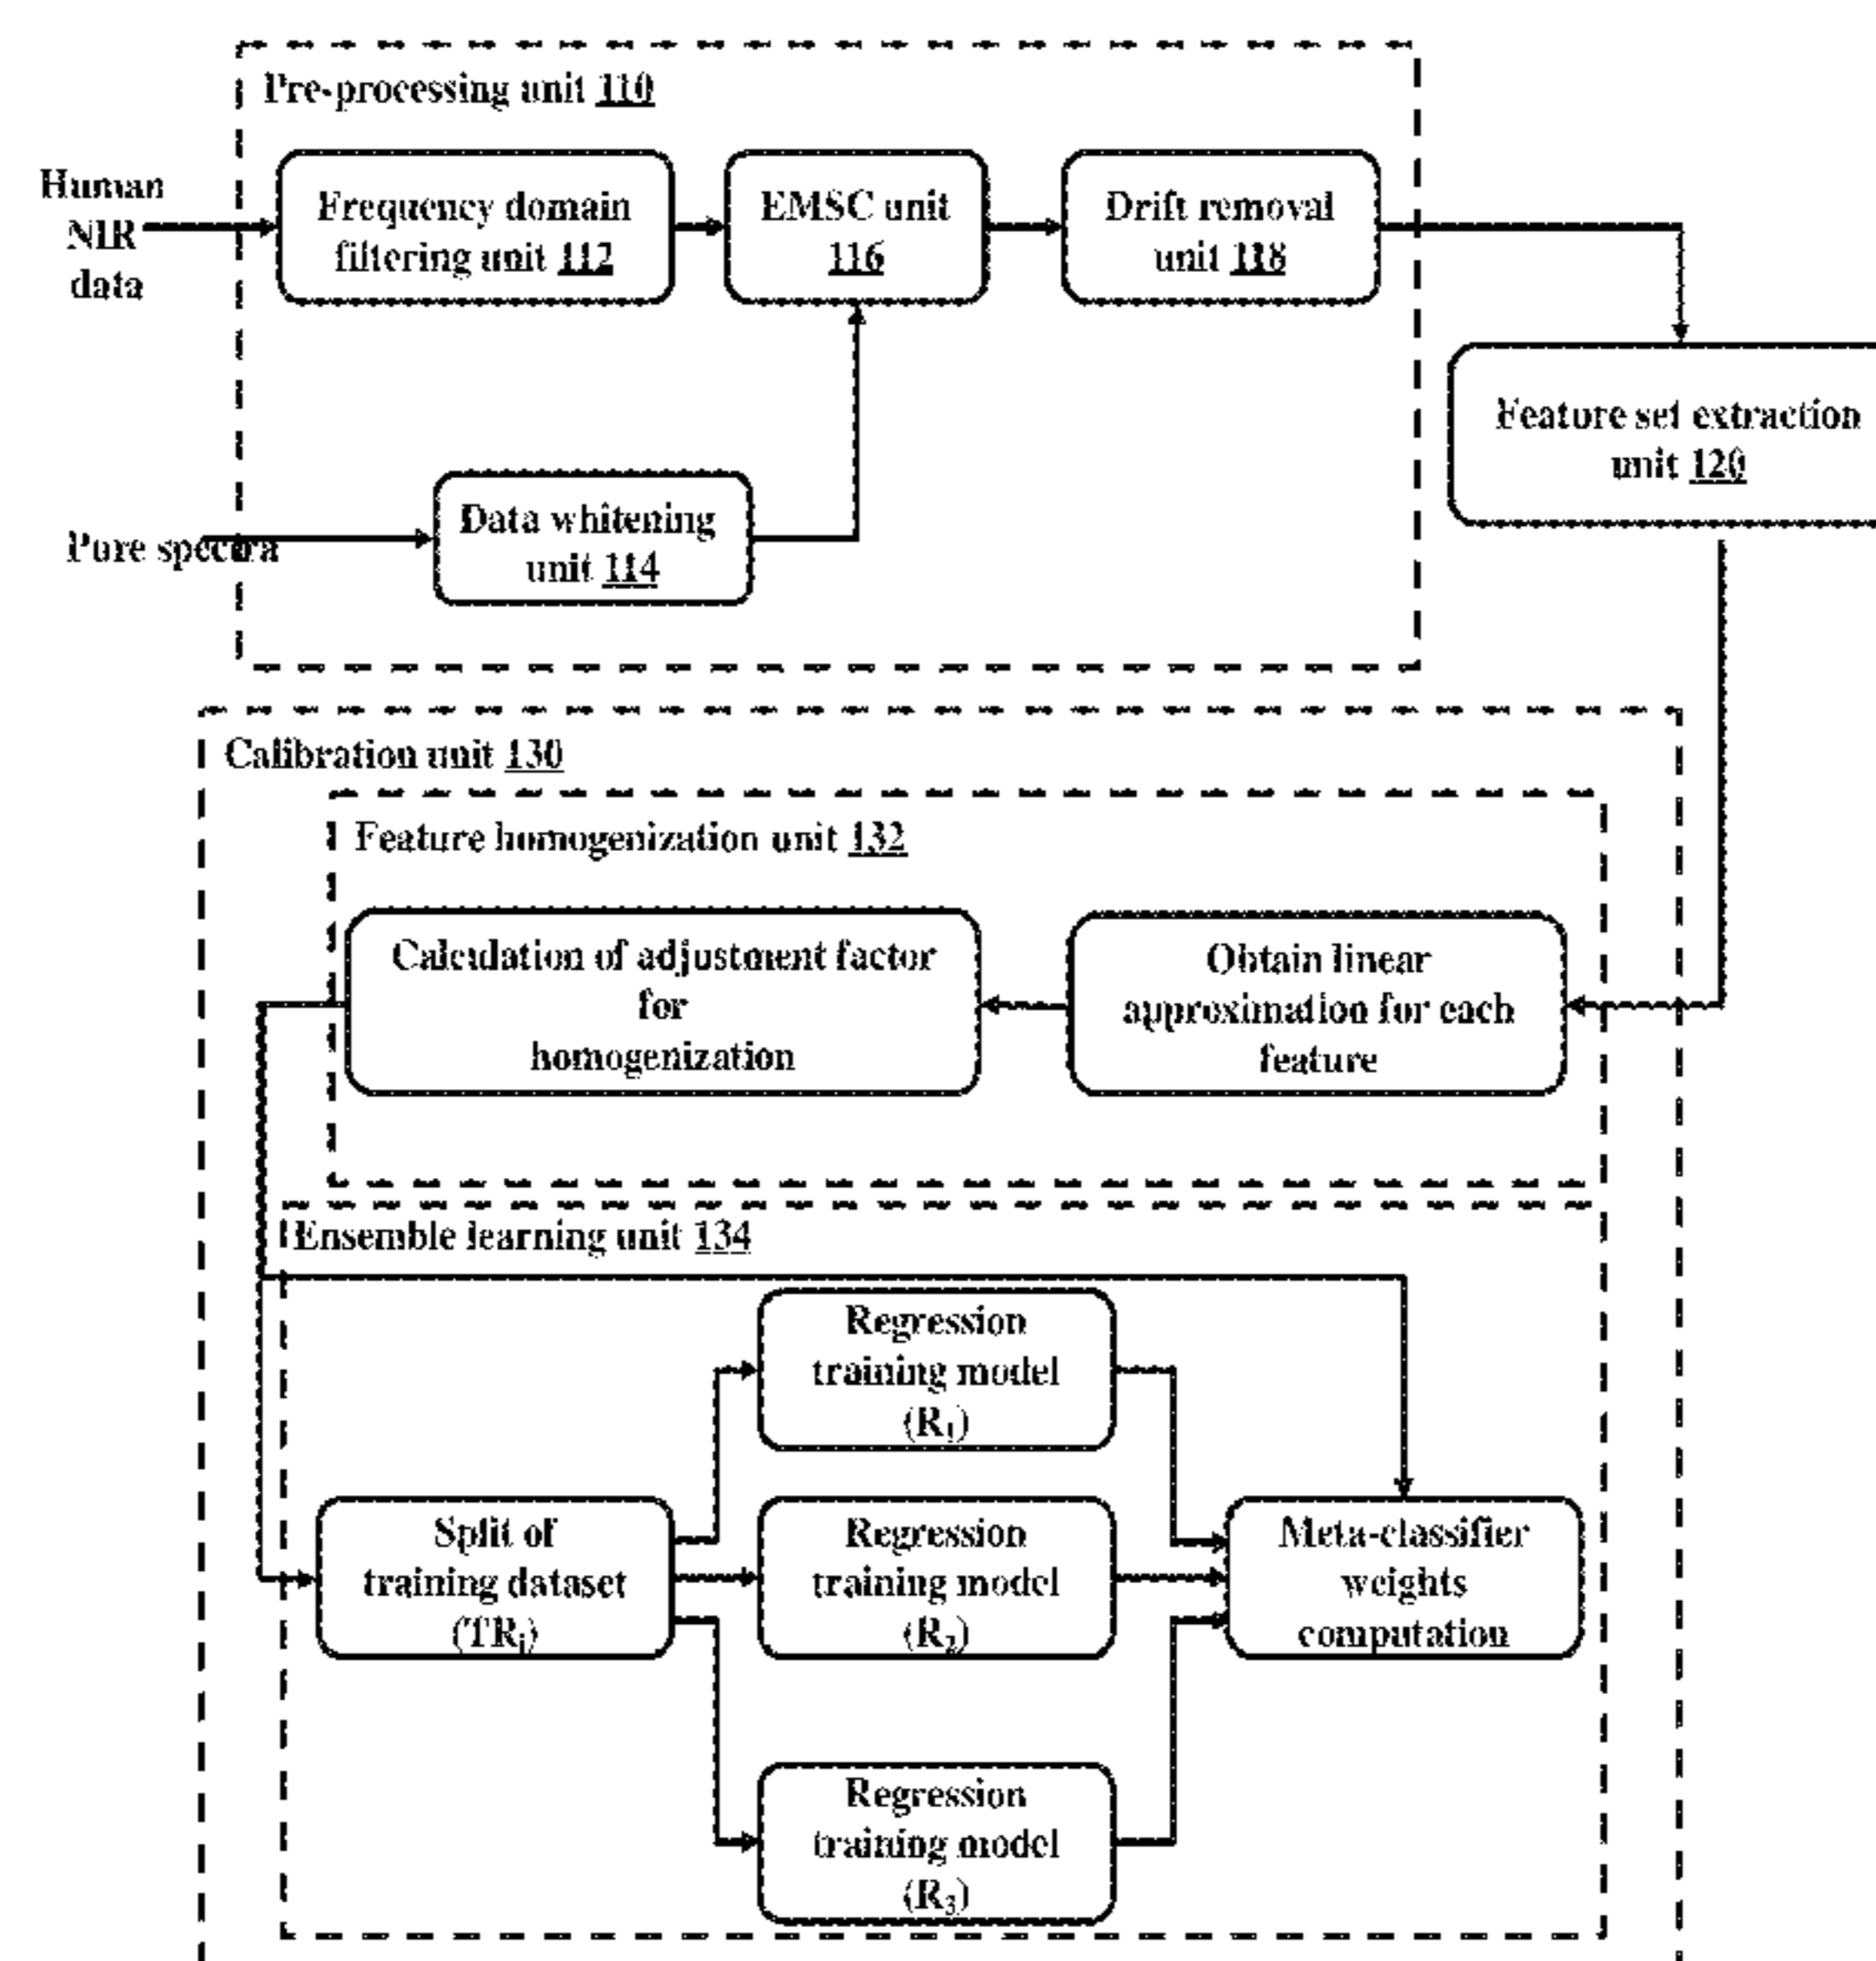 Pre-processing unit 110
Human
NIR
data
Frequency domain
filtering unit 112
EMSC unit
116
Drift removal
unit 118
Feature set extraction
unit 120
Pure spectra
Data whitening
unit 114
Calibration unit 130
Feature homogenization unit 132
Calculation of adjustment factor
for
homogenization
Obtain linear
approximation for each
feature
Ensemble learning unit 134
Regression
training model
(R₁)
Split of
training dataset
(TRᵢ)
Regression
training model
(R₂)
Meta-classifier
weights
computation
Regression
training model
(R₃)